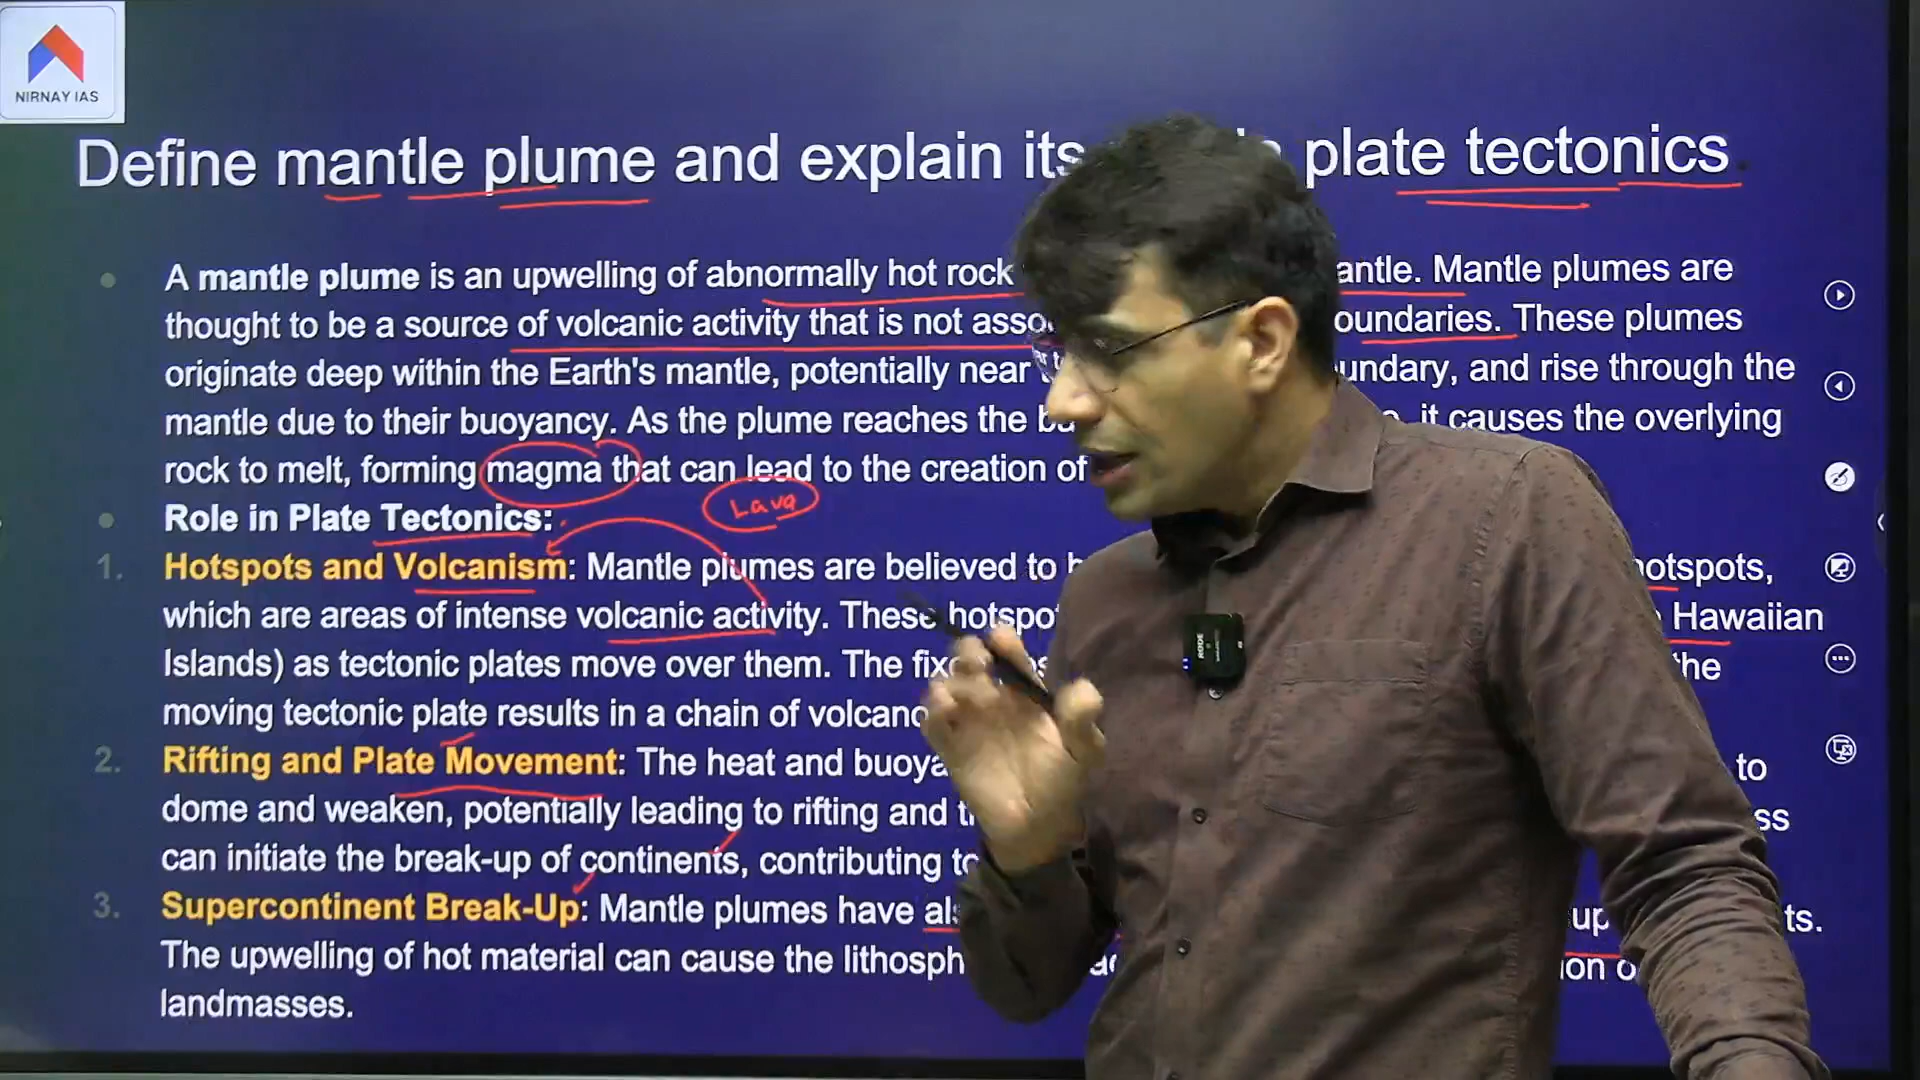 NIRNAY IAS
Define mantle plume and explain its plate tectonics.
A mantle plume is an upwelling of abnormally hot rock antle. Mantle plumes are
thought to be a source of volcanic activity that is not asso oundaries. These plumes
originate deep within the Earth's mantle, potentially near undary, and rise through the
mantle due to their buoyancy. As the plume reaches the ba it causes the overlying
rock to melt, forming magma that can lead to the creation of
Lava
Role in Plate Tectonics:
1. Hotspots and Volcanism: Mantle plumes are believed to hotspots,
which are areas of intense volcanic activity. These hotspot Hawaiian
Islands) as tectonic plates move over them. The fixed the
moving tectonic plate results in a chain of volcano
2. Rifting and Plate Movement: The heat and buoya to
dome and weaken, potentially leading to rifting and ss
can initiate the break-up of continents, contributing to
3. Supercontinent Break-Up: Mantle plumes have als up ts.
The upwelling of hot material can cause the lithosph ion o
landmasses.
RODE